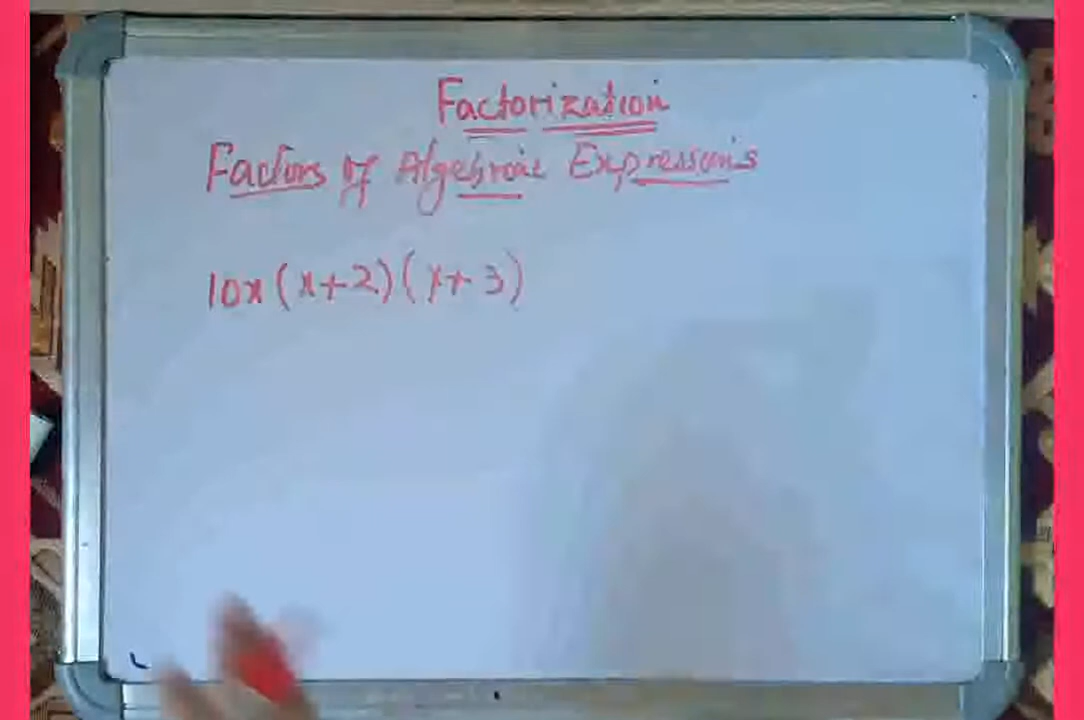 Factorization
Factors of Algebraic Expressions
10x(x+2)(y+3)